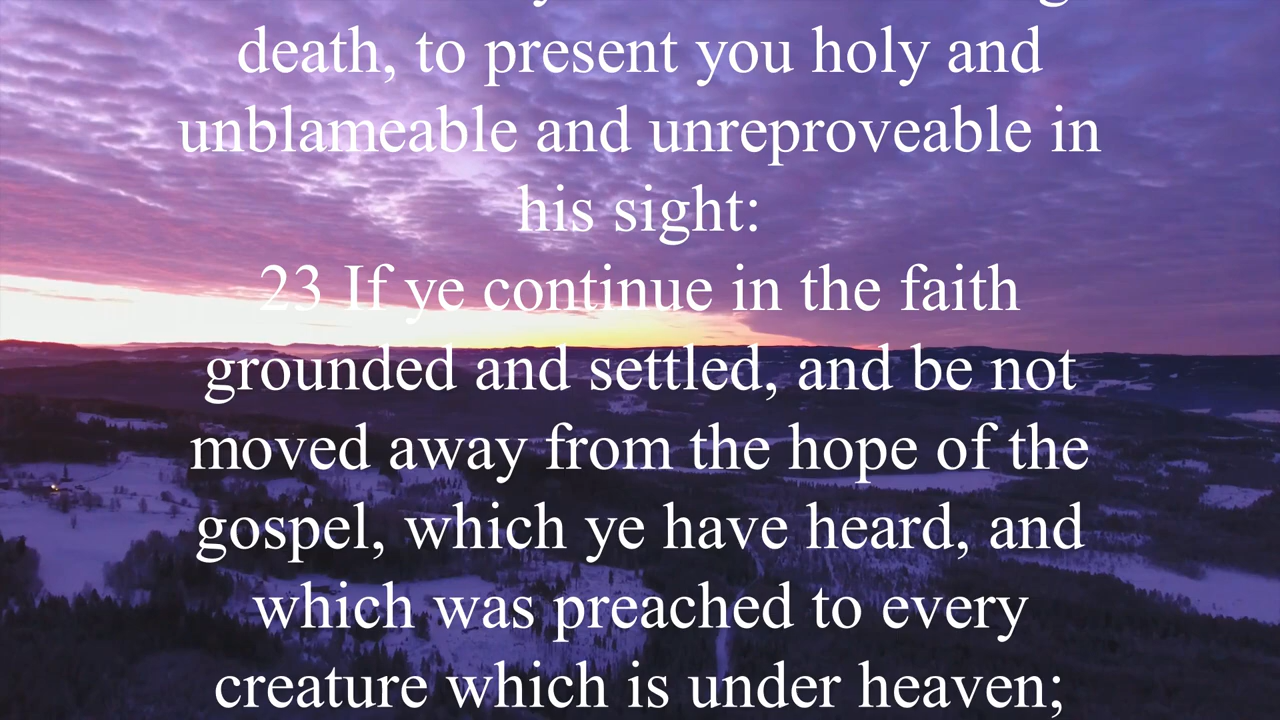 death, to present you holy and
unblameable and unreproveable in
his sight:
23 If ye continue in the faith
grounded and settled, and be not
moved away from the hope of the
gospel, which ye have heard, and
which was preached to every
creature which is under heaven;